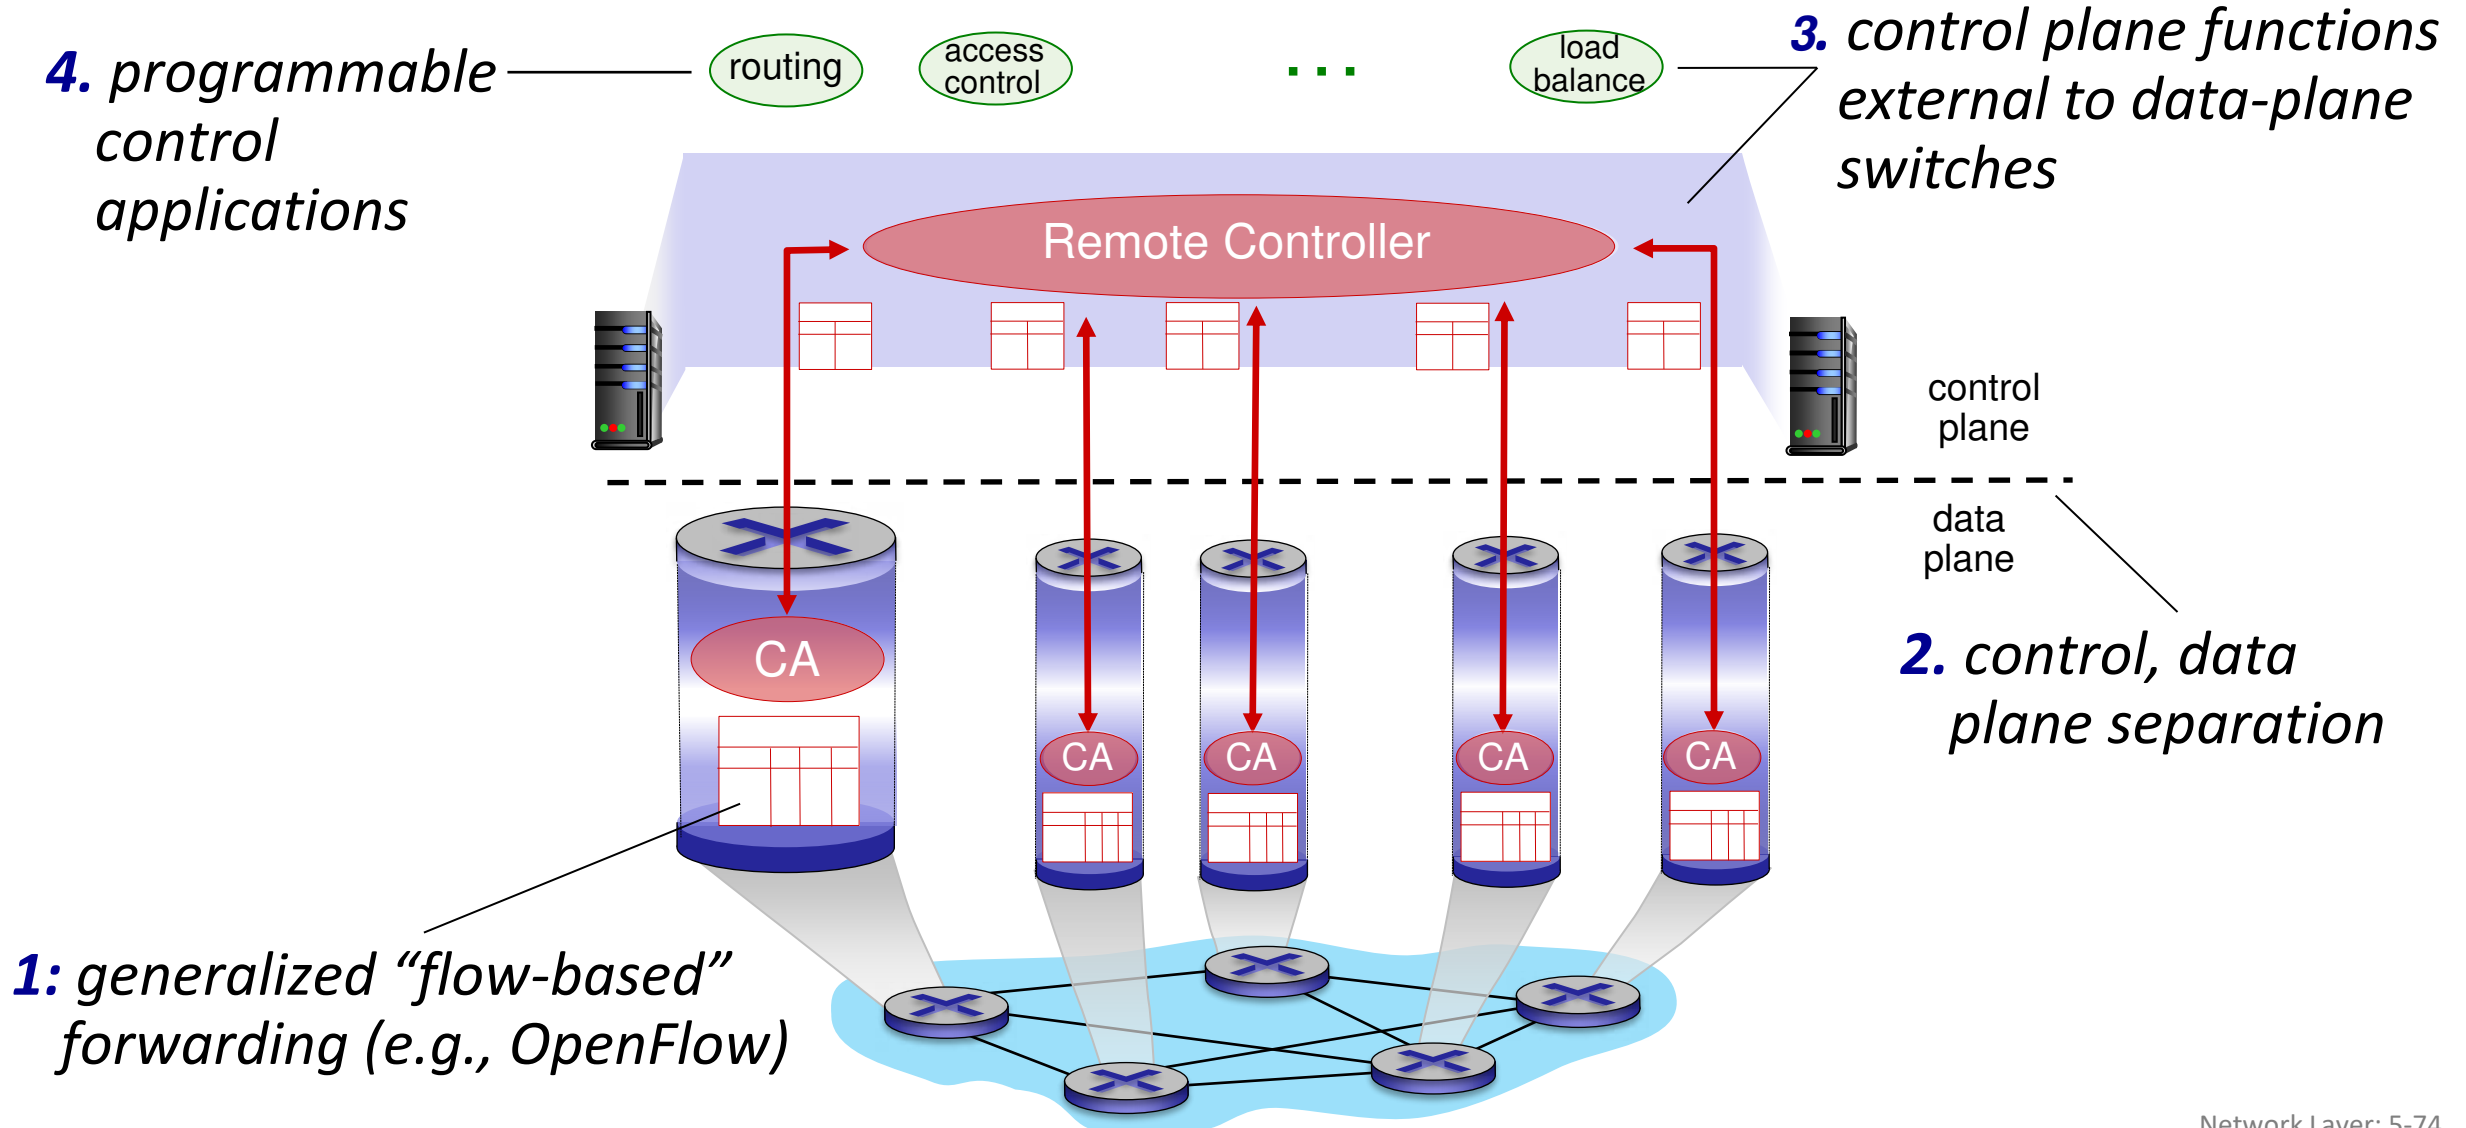 4. programmable
control
applications
routing
access
control
...
load
balance
3. control plane functions
external to data-plane
switches
Remote Controller
control
plane
data
plane
CA
CA
CA
CA
CA
2. control, data
plane separation
1: generalized “flow-based”
forwarding (e.g., OpenFlow)
Network Layer: 5-74